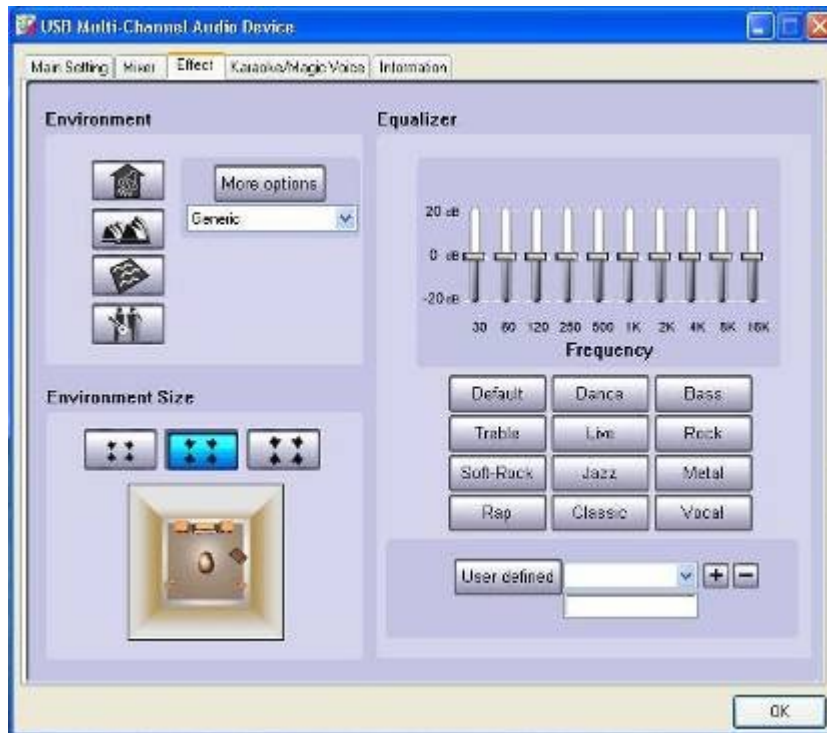 USB Multi-Channel Audio Device
Main Setting Mixer Effect Karaoke/Magic Voice Information
Environment
More options
Generic
Environment Size
Equalizer
20 dB
0 dB
-20 dB
30 60 120 250 500 1K 2K 4K 8K 16K
Frequency
Default Dance Bass
Treble Live Rock
Soft-Rock Jazz Metal
Rap Classic Vocal
User defined
OK